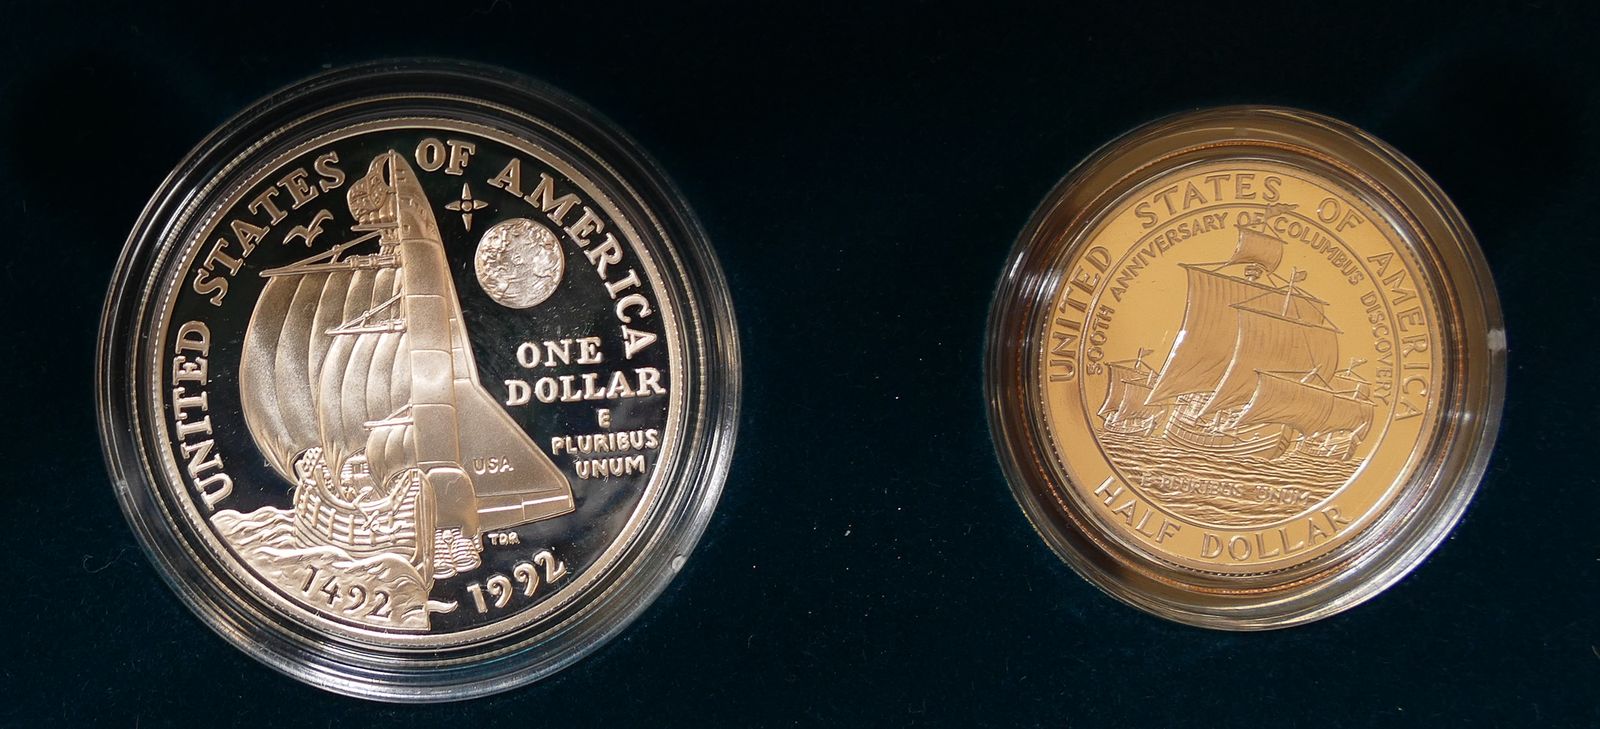 UNITED STATES OF AMERICA
ONE
DOLLAR
E
PLURIBUS
UNUM
USA
TDR
1492 1992
UNITED STATES OF AMERICA
500TH ANNIVERSARY OF COLUMBUS DISCOVERY
E PLURIBUS UNUM
HALF DOLLAR